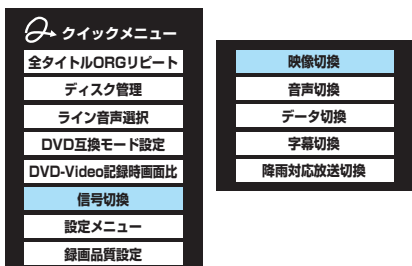 クイックメニュー
全タイトルORGリピート
ディスク管理
ライン音声選択
DVD互換モード設定
DVD-Video記録時画面比
信号切換
設定メニュー
録画品質設定
映像切換
音声切換
データ切換
字幕切換
降雨対応放送切換